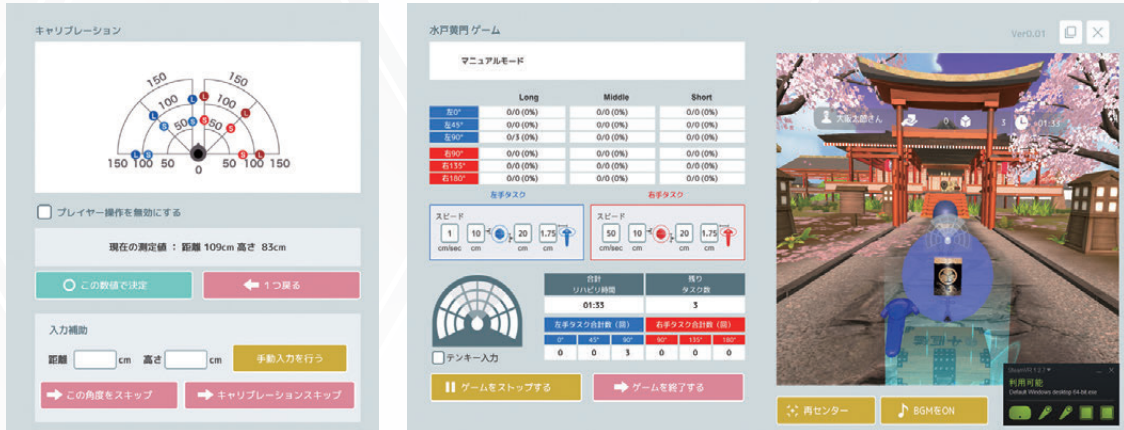 キャリブレーション
150 150
100 100
50 50
L L L L L L
S S S S S S
150 100 50 0 50 100 150
プレイヤー操作を無効にする
現在の測定値 : 距離 109cm 高さ 83cm
この数値で決定
1つ戻る
入力補助
距離 cm 高さ cm 手動入力を行う
この角度をスキップ
キャリブレーションスキップ
水戸黄門 ゲーム
マニュアルモード
Long Middle Short
左0° 0/0 (0%) 0/0 (0%) 0/0 (0%)
左45° 0/0 (0%) 0/0 (0%) 0/0 (0%)
左90° 0/3 (0%) 0/0 (0%) 0/0 (0%)
右90° 0/0 (0%) 0/0 (0%) 0/0 (0%)
右135° 0/0 (0%) 0/0 (0%) 0/0 (0%)
右180° 0/0 (0%) 0/0 (0%) 0/0 (0%)
左手タスク 右手タスク
スピード
1 10 20 1.75
cm/sec cm cm cm
スピード
50 10 20 1.75
cm/sec cm cm cm
合計
リハビリ時間
残り
タスク数
01:33 3
左手タスク合計数(回) 右手タスク合計数(回)
0° 45° 90° 90° 135° 180°
0 0 3 0 0 0
テンキー入力
ゲームをストップする
ゲームを終了する
Ver0.01
大阪太郎さん 0 3 01:33
利用可能
Default Windows desktop 64-bit.exe
再センター
BGMをON